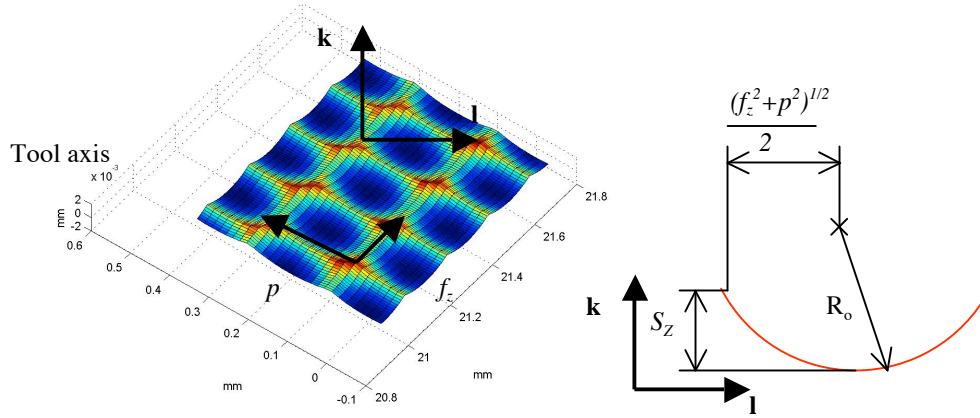 k
l
Tool axis
x 10⁻³
2
0
-2
mm
0.6
0.5
0.4
0.3
0.2
0.1
0
-0.1
mm
p
f_z
21.8
21.6
21.4
21.2
21
20.8
mm
(f_z²+p²)^{1/2}
2
k
S_Z
R_o
l